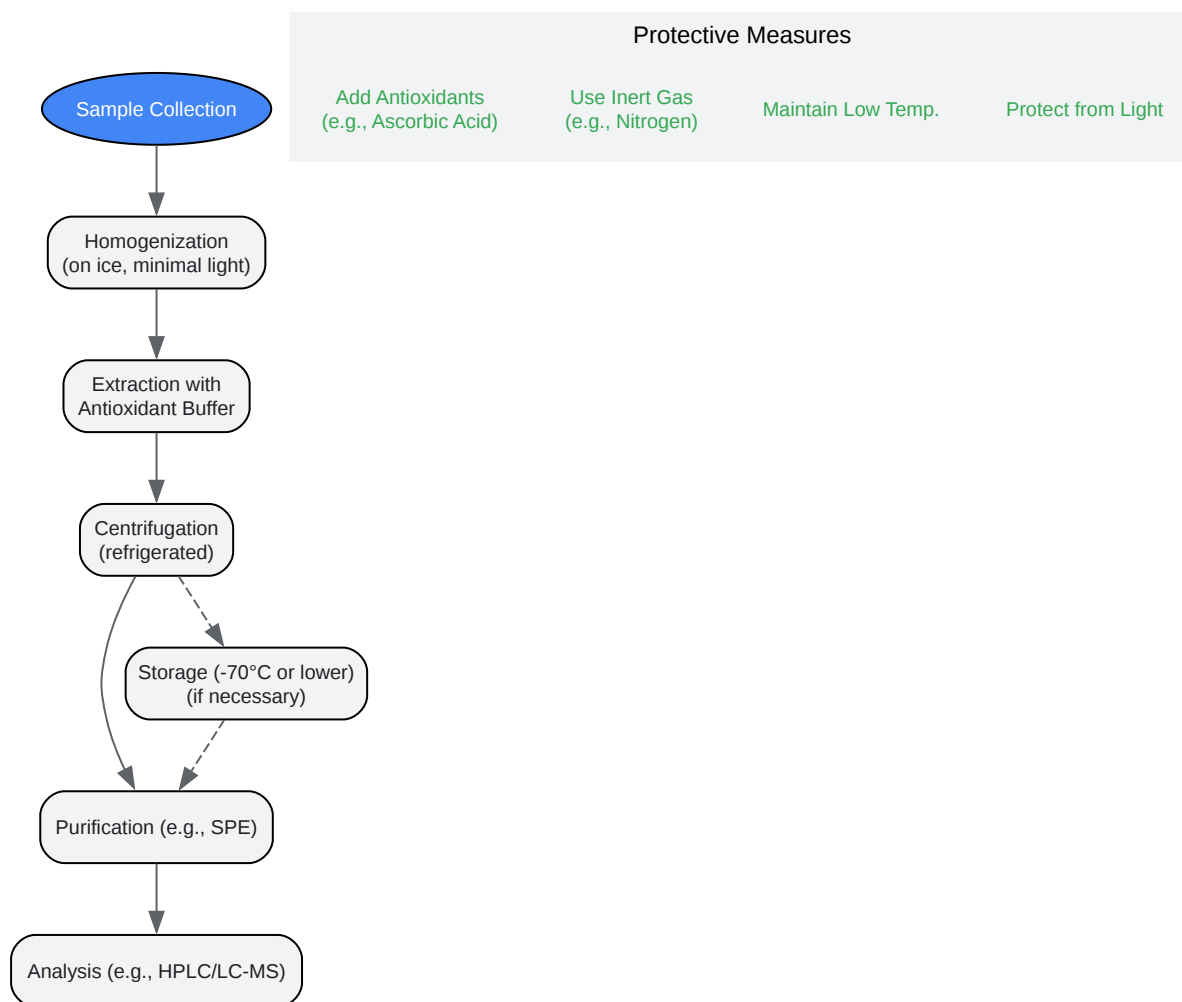 Protective Measures
Sample Collection
Add Antioxidants
(e.g., Ascorbic Acid)
Use Inert Gas
(e.g., Nitrogen)
Maintain Low Temp.
Protect from Light
Homogenization
(on ice, minimal light)
Extraction with
Antioxidant Buffer
Centrifugation
(refrigerated)
Storage (-70°C or lower)
(if necessary)
Purification (e.g., SPE)
Analysis (e.g., HPLC/LC-MS)